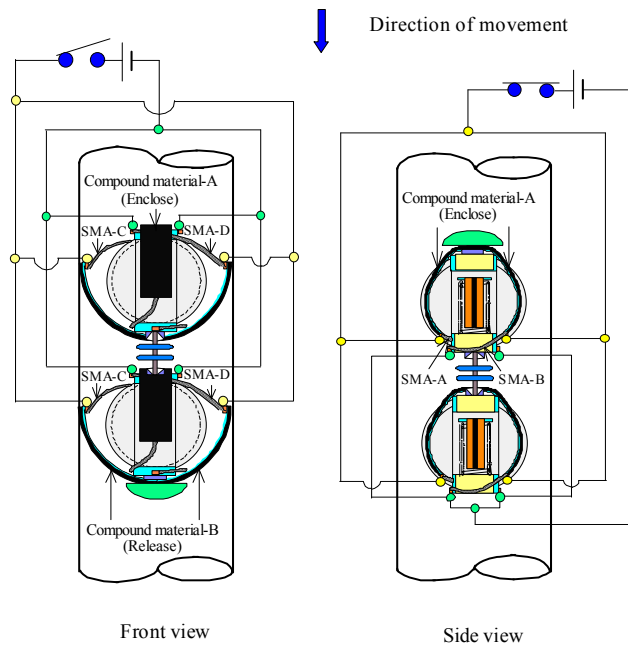 Direction of movement
Compound material-A
(Enclose)
SMA-C
SMA-D
SMA-C
SMA-D
Compound material-B
(Release)
Front view
Compound material-A
(Enclose)
SMA-A
SMA-B
Side view